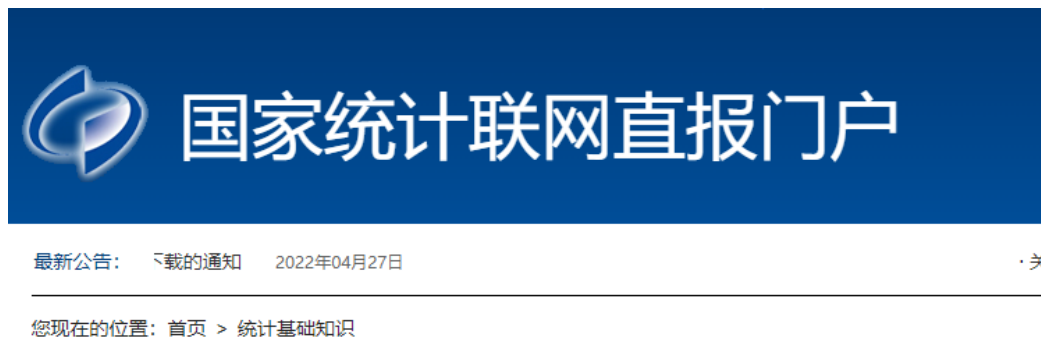 国家统计联网直报门户
最新公告： 下载的通知 2022年04月27日 ·
您现在的位置：首页 > 统计基础知识